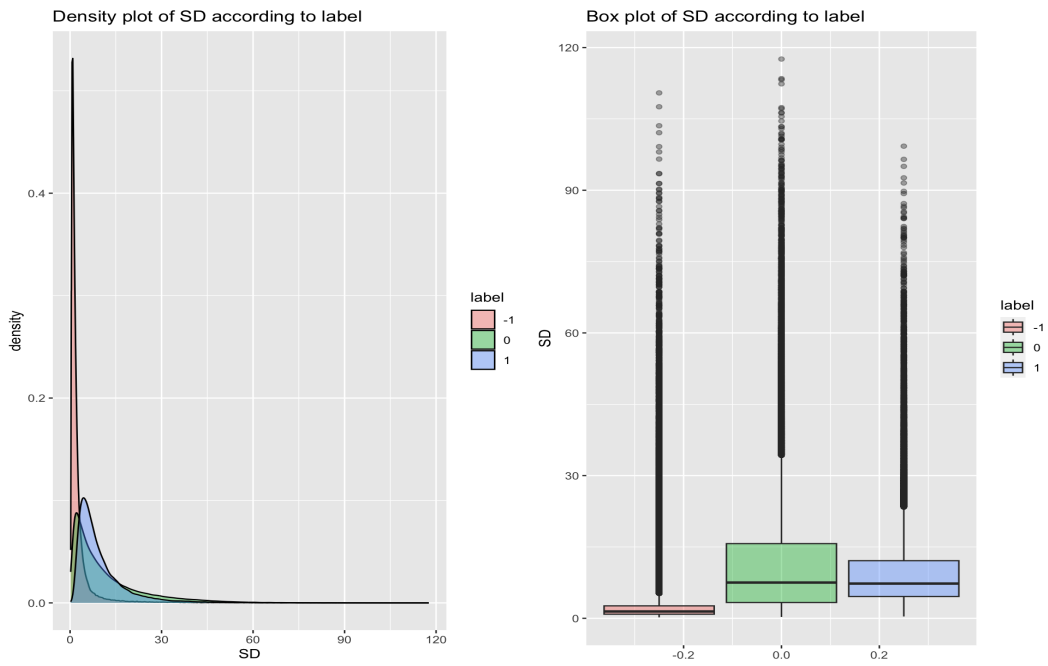 Density plot of SD according to label
0.4
0.2
0.0
density
0 30 60 90 120
SD
label
-1
0
1
Box plot of SD according to label
120
90
60
30
0
SD
-0.2 0.0 0.2
label
-1
0
1